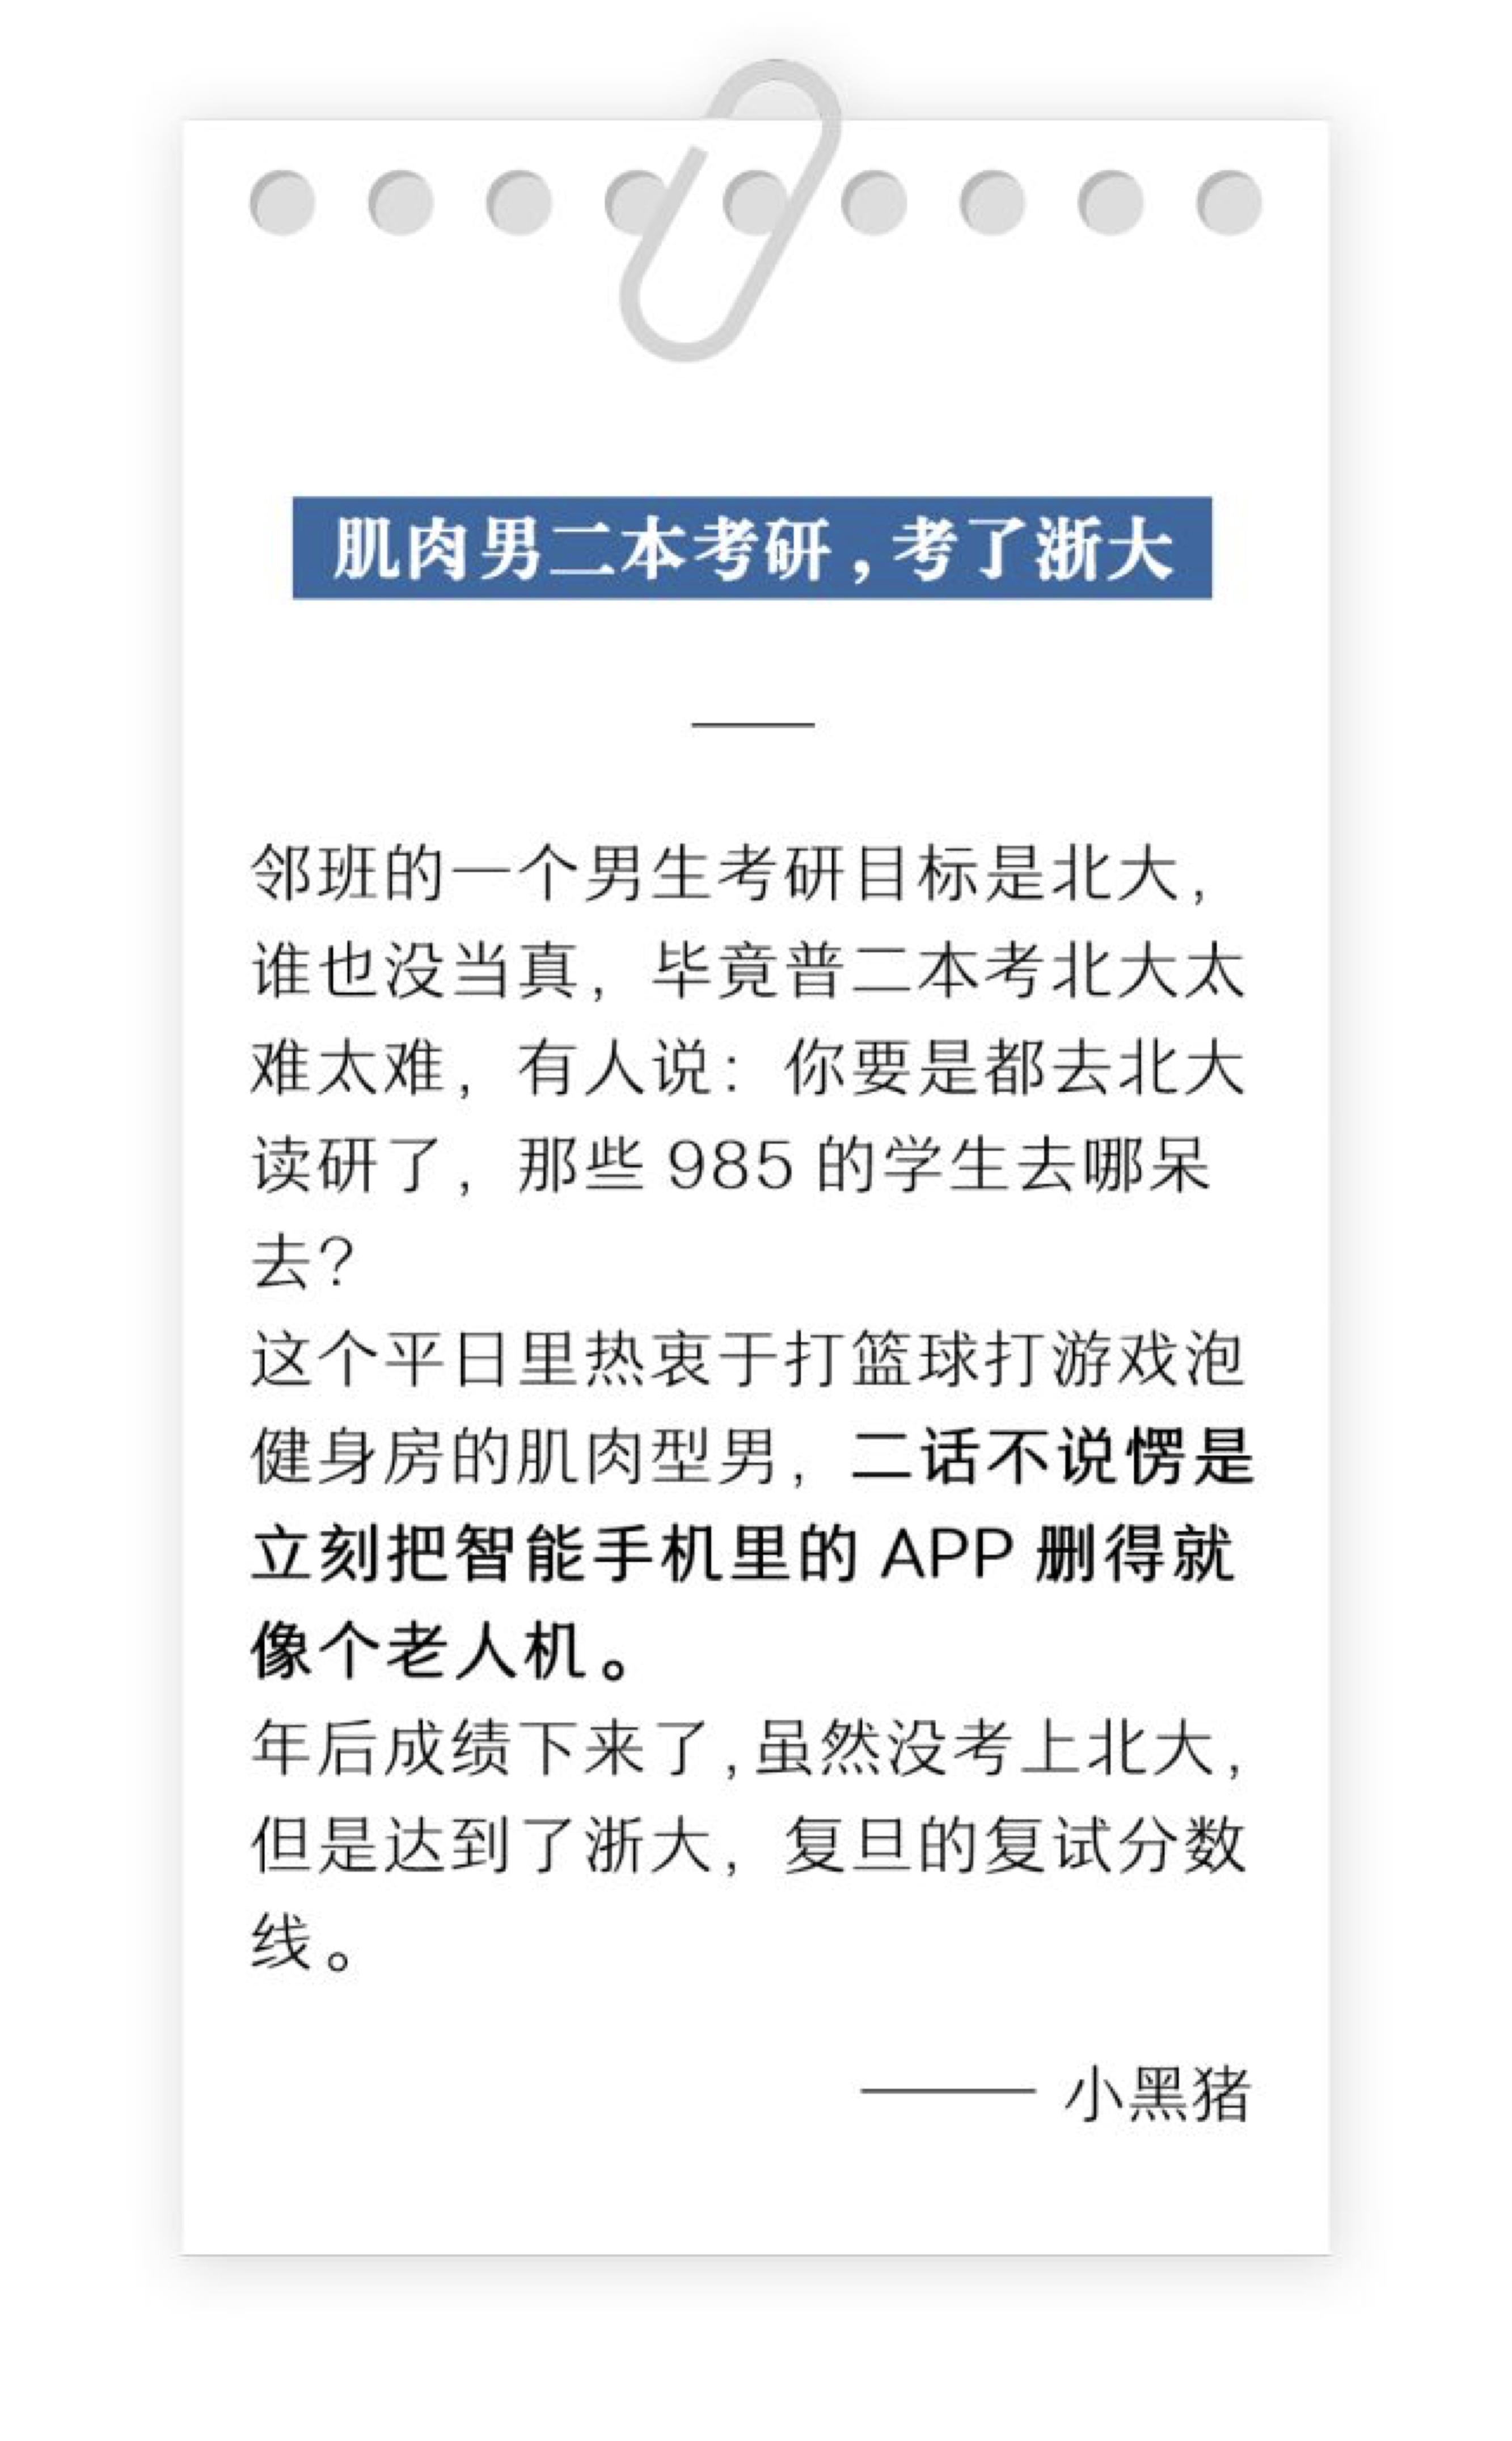 肌肉男二本考研，考了浙大
邻班的一个男生考研目标是北大，
谁也没当真，毕竟普二本考北大太
难太难，有人说：你要是都去北大
读研了，那些 985 的学生去哪呆
去？
这个平日里热衷于打篮球打游戏泡
健身房的肌肉型男，二话不说愣是
立刻把智能手机里的 APP 删得就
像个老人机。
年后成绩下来了,虽然没考上北大，
但是达到了浙大，复旦的复试分数
线。
—— 小黑猪